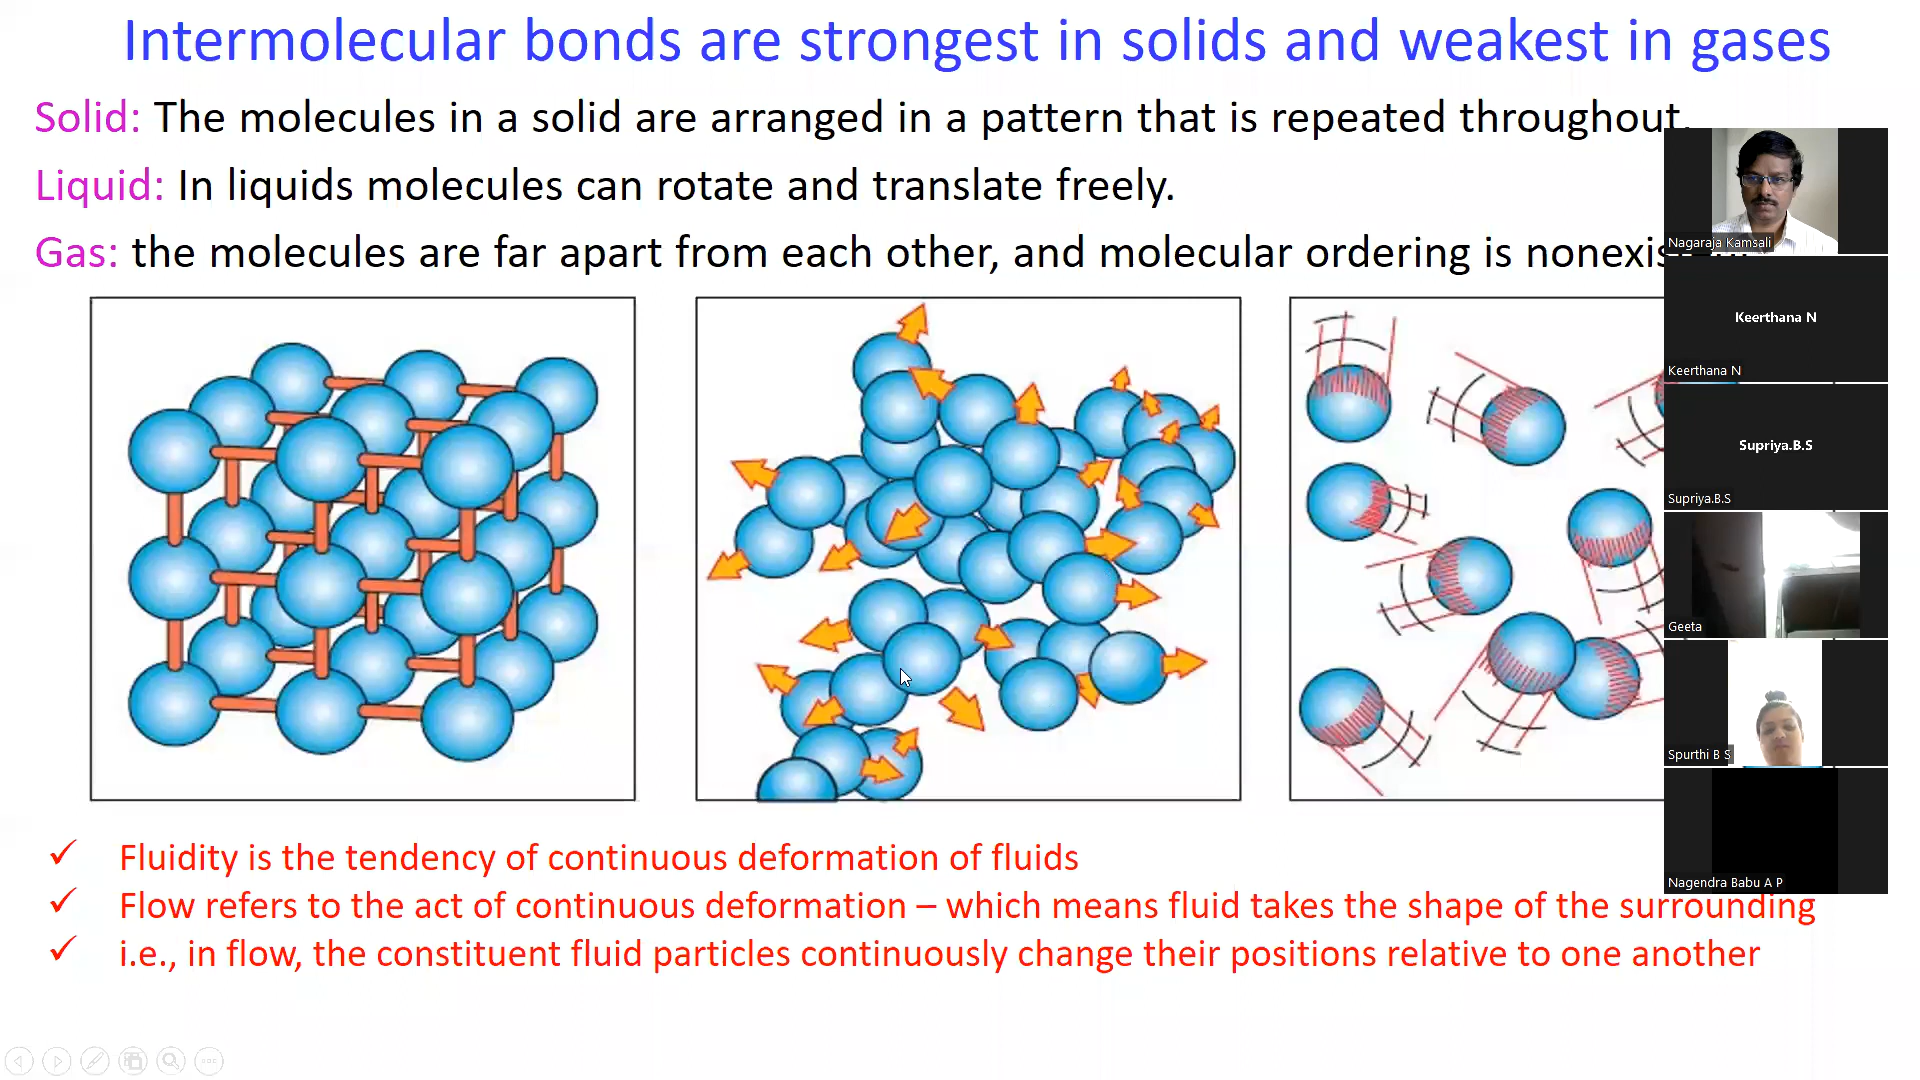 Intermolecular bonds are strongest in solids and weakest in gases
Solid: The molecules in a solid are arranged in a pattern that is repeated throughout.
Liquid: In liquids molecules can rotate and translate freely.
Gas: the molecules are far apart from each other, and molecular ordering is
Nagaraja Kamsali
Keerthana N
Keerthana N
Supriya.B.S
Supriya.B.S
Geeta
Spurthi B S
Nagendra Babu A P
✓ Fluidity is the tendency of continuous deformation of fluids
✓ Flow refers to the act of continuous deformation – which means fluid takes the shape of the surrounding
✓ i.e., in flow, the constituent fluid particles continuously change their positions relative to one another